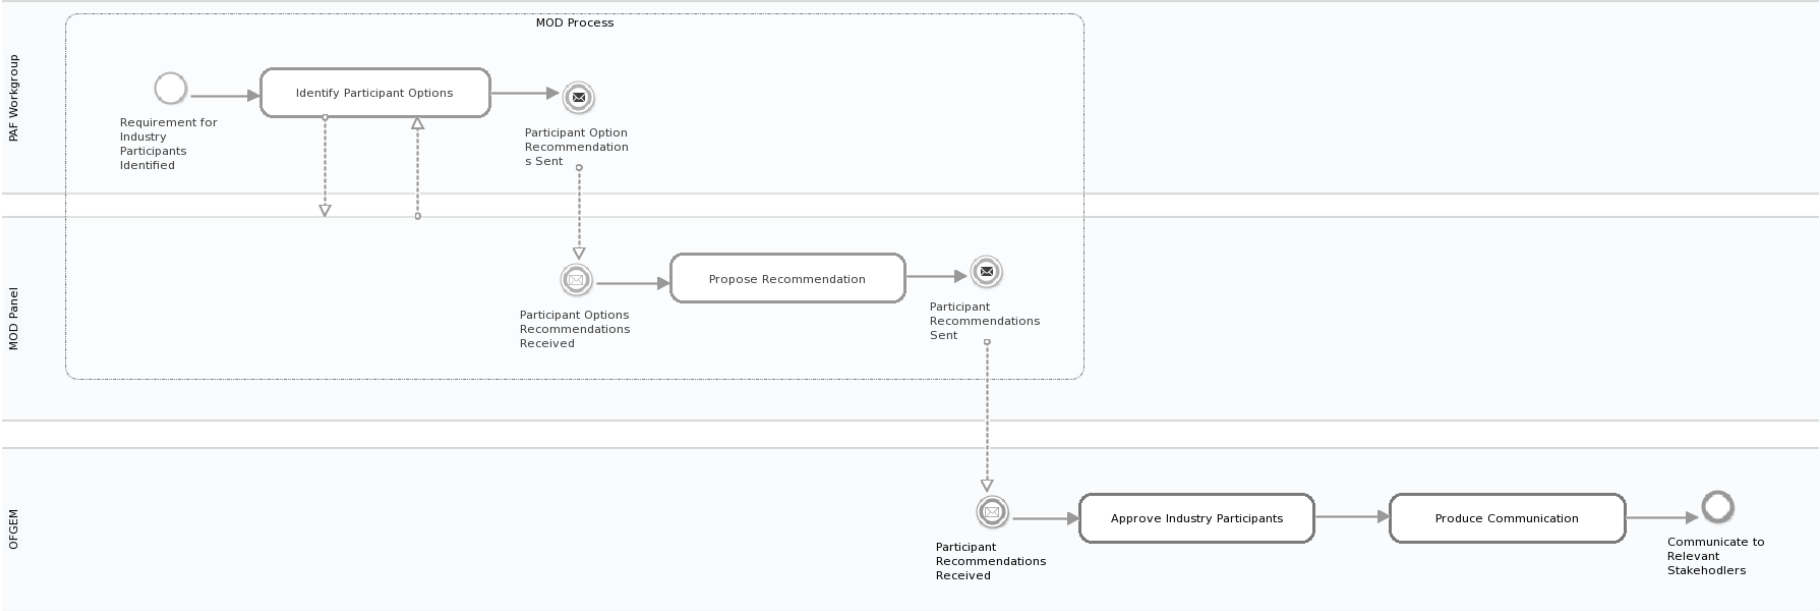 MOD Process
PAF Workgroup
Identify Participant Options
Requirement for
Industry
Participants
Identified
Participant Option
Recommendation
s Sent
MOD Panel
Propose Recommendation
Participant Options
Recommendations
Received
Participant
Recommendations
Sent
OFGEM
Approve Industry Participants
Produce Communication
Participant
Recommendations
Received
Communicate to
Relevant
Stakehodlers